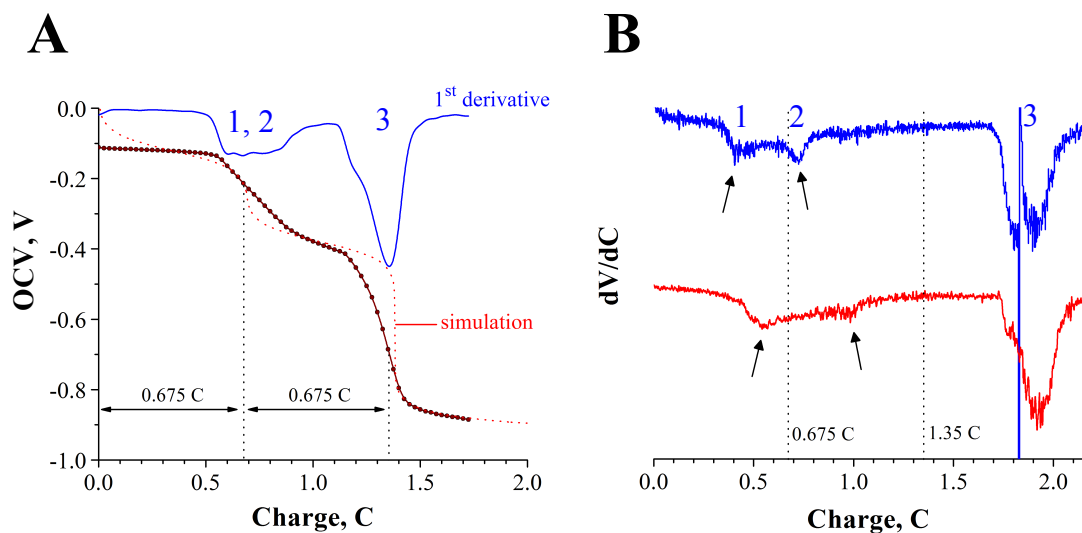 A
B
0.0
-0.2
-0.4
-0.6
-0.8
-1.0
OCV, V
1st derivative
1, 2
3
simulation
0.675 C
0.675 C
0.0
0.5
1.0
1.5
2.0
Charge, C
dV/dC
1
2
3
0.675 C
1.35 C
0.0
0.5
1.0
1.5
2.0
Charge, C